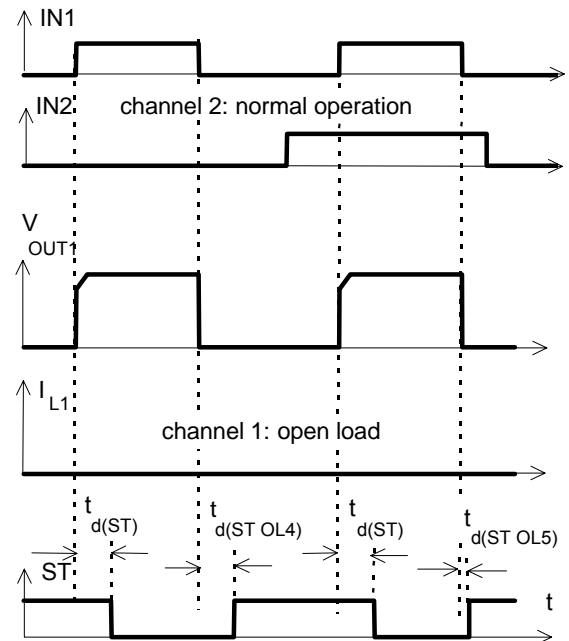 IN1
IN2
channel 2: normal operation
V
OUT1
I
L1
channel 1: open load
t
d(ST)
t
d(ST OL4)
t
d(ST)
t
d(ST OL5)
ST
t